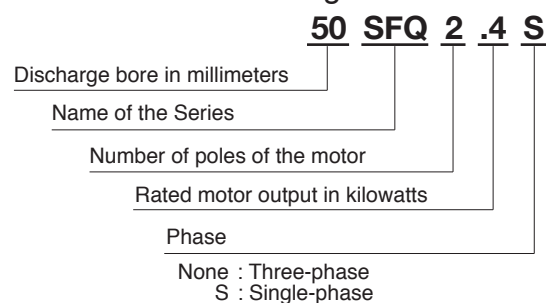 50 SFQ 2 .4 S
Discharge bore in millimeters
Name of the Series
Number of poles of the motor
Rated motor output in kilowatts
Phase
None : Three-phase
S : Single-phase